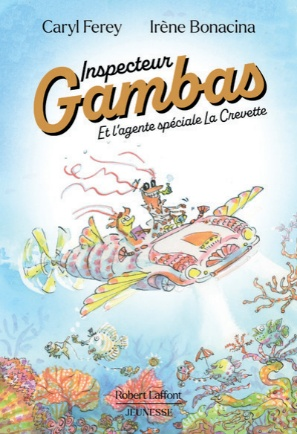 Caryl Ferey Irène Bonacina
Inspecteur
Gambas
Et l'agente spéciale La Crevette
Robert Laffont
JEUNESSE